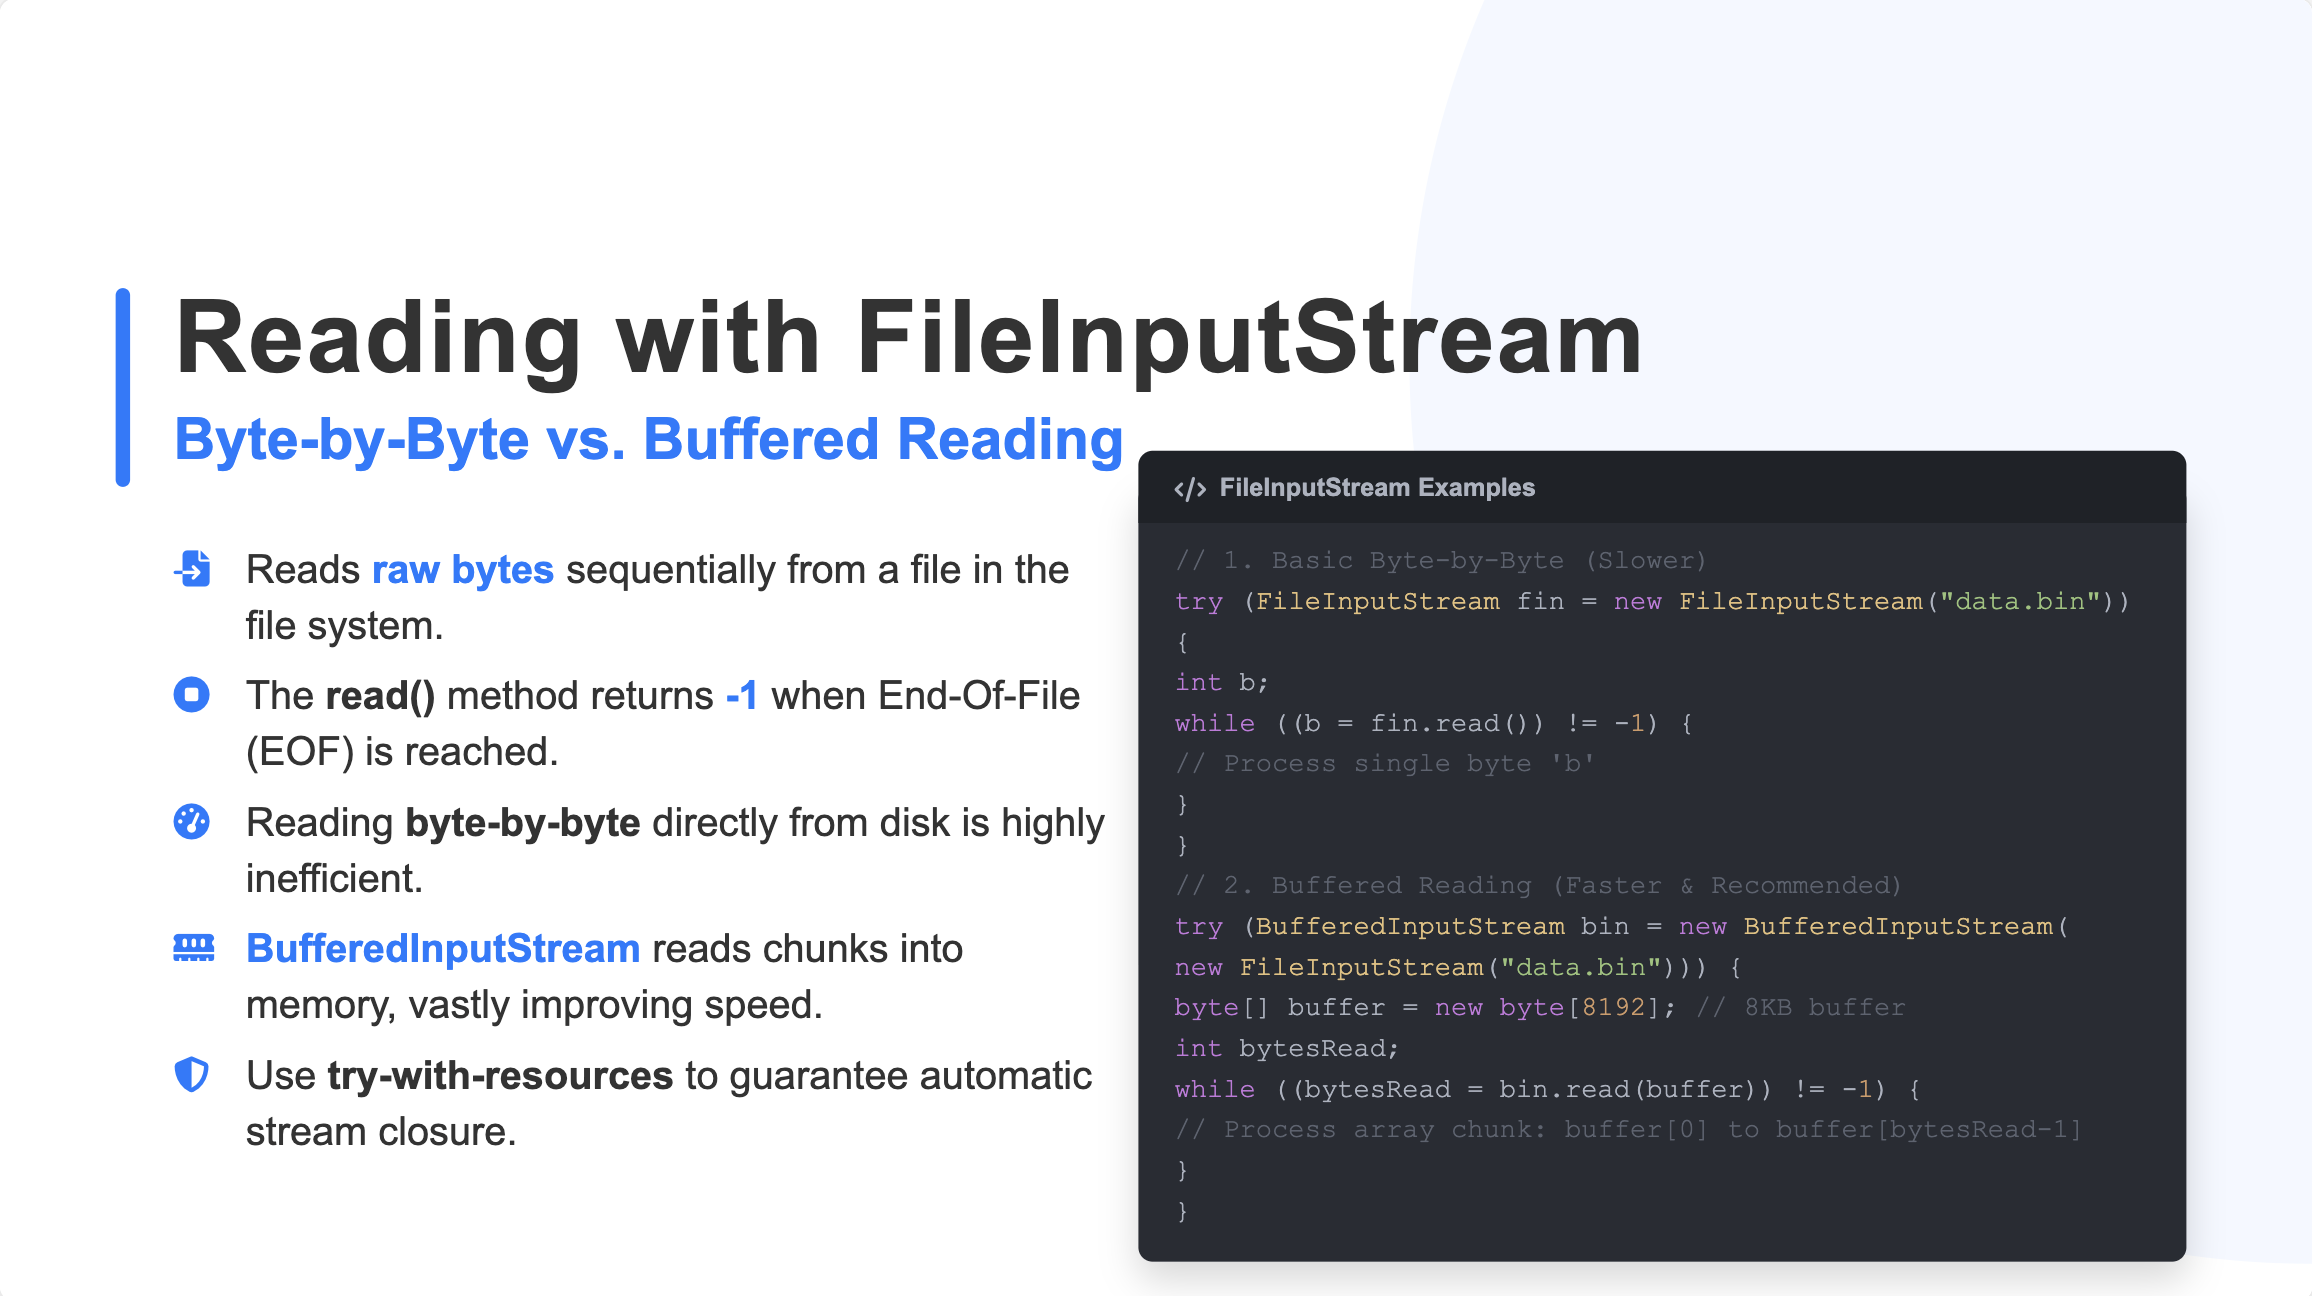 Reading with FileInputStream
Byte-by-Byte vs. Buffered Reading
Reads raw bytes sequentially from a file in the
file system.
The read() method returns -1 when End-Of-File
(EOF) is reached.
Reading byte-by-byte directly from disk is highly
inefficient.
BufferedInputStream reads chunks into
memory, vastly improving speed.
Use try-with-resources to guarantee automatic
stream closure.
</> FileInputStream Examples
// 1. Basic Byte-by-Byte (Slower)
try (FileInputStream fin = new FileInputStream("data.bin"))
{
int b;
while ((b = fin.read()) != -1) {
// Process single byte 'b'
}
}
// 2. Buffered Reading (Faster & Recommended)
try (BufferedInputStream bin = new BufferedInputStream(
new FileInputStream("data.bin"))) {
byte[] buffer = new byte[8192]; // 8KB buffer
int bytesRead;
while ((bytesRead = bin.read(buffer)) != -1) {
// Process array chunk: buffer[0] to buffer[bytesRead-1]
}
}